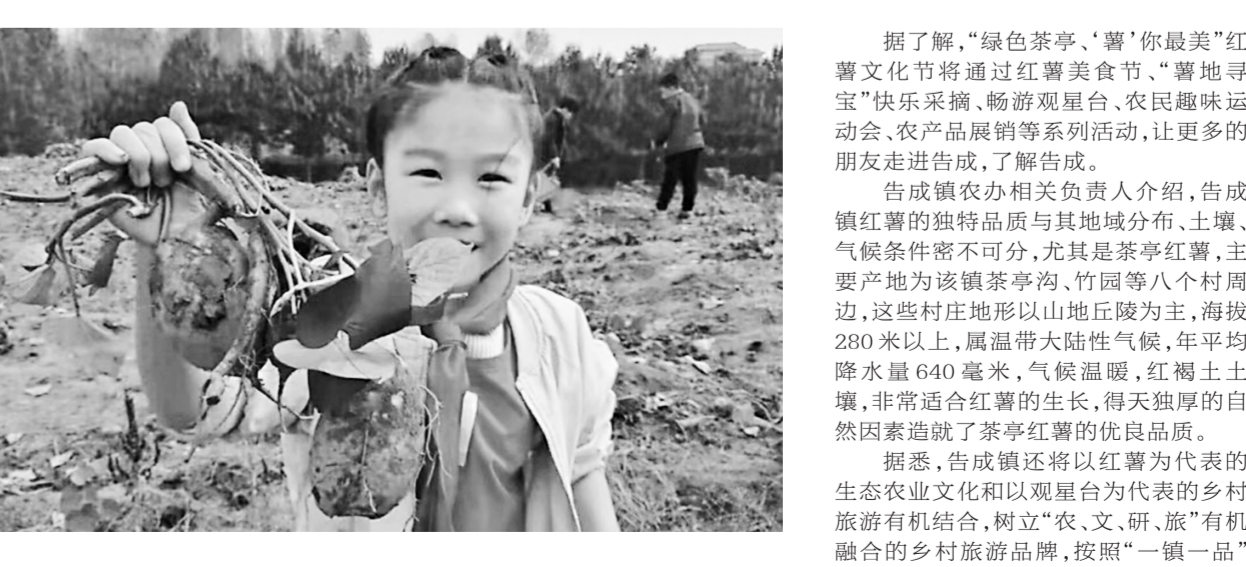 据了解,“绿色茶亭、‘薯’你最美”红
薯文化节将通过红薯美食节、“薯地寻
宝”快乐采摘、畅游观星台、农民趣味运
动会、农产品展销等系列活动,让更多的
朋友走进告成,了解告成。
告成镇农办相关负责人介绍,告成
镇红薯的独特品质与其地域分布、土壤、
气候条件密不可分,尤其是茶亭红薯,主
要产地为该镇茶亭沟、竹园等八个村周
边,这些村庄地形以山地丘陵为主,海拔
280米以上,属温带大陆性气候,年平均
降水量640毫米,气候温暖,红褐土土
壤,非常适合红薯的生长,得天独厚的自
然因素造就了茶亭红薯的优良品质。
据悉,告成镇还将以红薯为代表的
生态农业文化和以观星台为代表的乡村
旅游有机结合,树立“农、文、研、旅”有机
融合的乡村旅游品牌,按照“一镇一品”